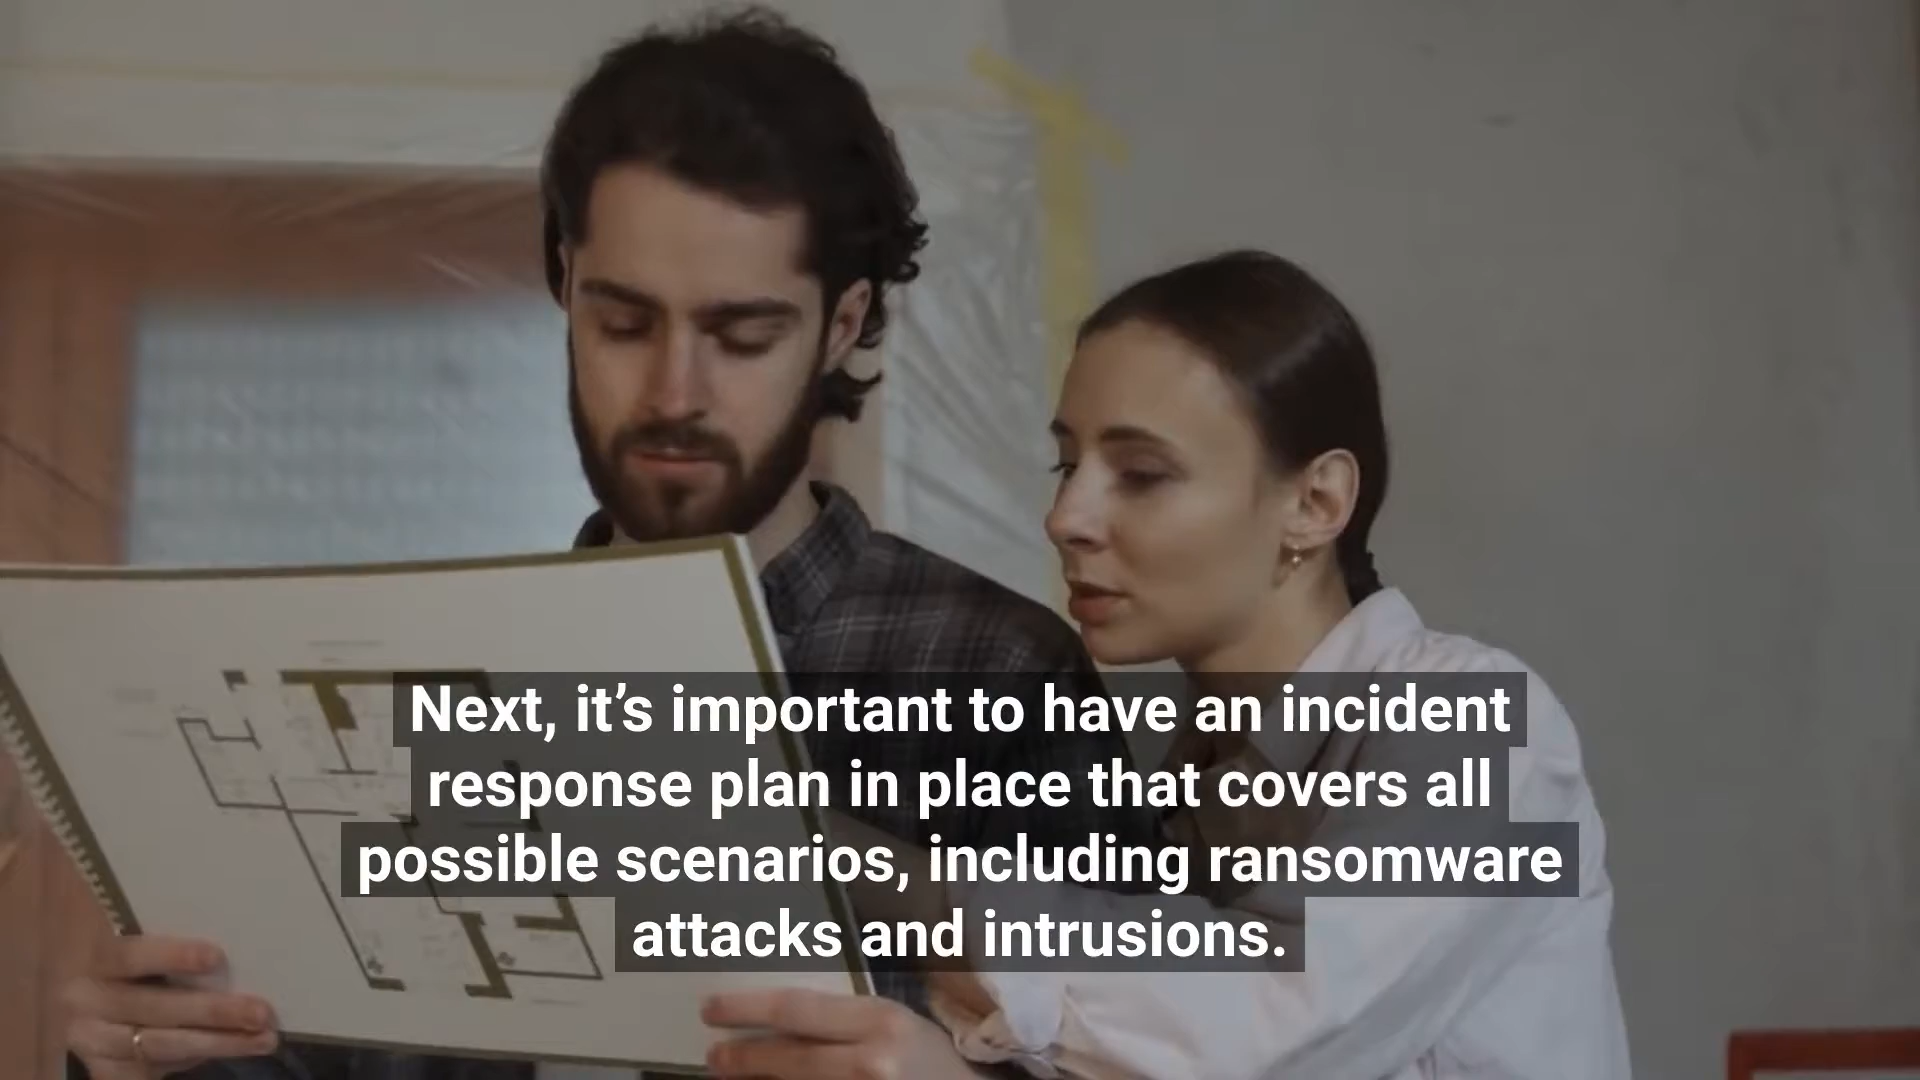 Next, it’s important to have an incident
response plan in place that covers all
possible scenarios, including ransomware
attacks and intrusions.